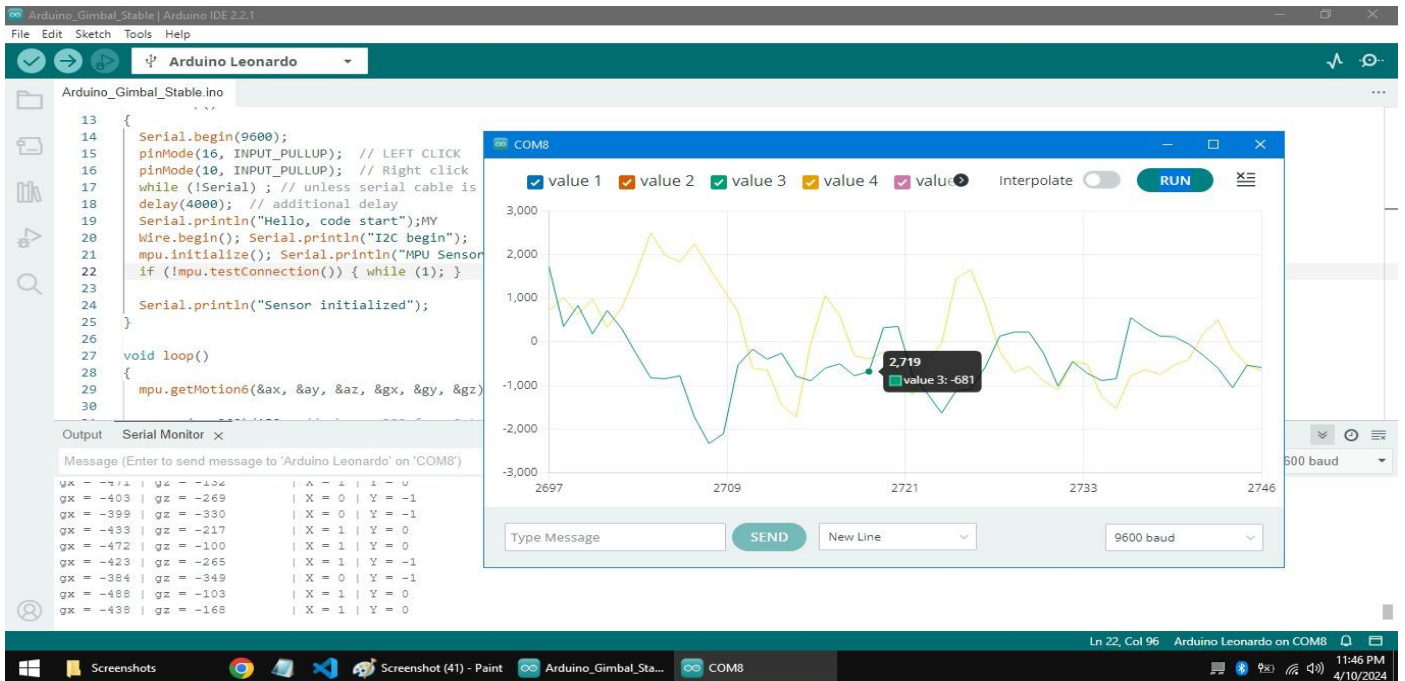 Arduino_Gimbal_Stable | Arduino IDE 2.2.1
File Edit Sketch Tools Help
Arduino Leonardo
Arduino_Gimbal_Stable.ino
13 {
14 Serial.begin(9600);
15 pinMode(16, INPUT_PULLUP); // LEFT CLICK
16 pinMode(10, INPUT_PULLUP); // Right click
17 while (!Serial) ; // unless serial cable is
18 delay(4000); // additional delay
19 Serial.println("Hello, code start");MY
20 Wire.begin(); Serial.println("I2C begin");
21 mpu.initialize(); Serial.println("MPU Sensor
22 if (!mpu.testConnection()) { while (1); }
23
24 Serial.println("Sensor initialized");
25 }
26
27 void loop()
28 {
29 mpu.getMotion6(&ax, &ay, &az, &gx, &gy, &gz)
30
COM8
value 1 value 2 value 3 value 4 value Interpolate RUN
3,000
2,000
1,000
0
2,719
value 3: -681
-1,000
-2,000
-3,000
2697 2709 2721 2733 2746
Type Message SEND New Line 9600 baud
Output Serial Monitor
Message (Enter to send message to 'Arduino Leonardo' on 'COM8') 600 baud
gx = -471 | gz = -132 | X = 1 | Y = 0
gx = -403 | gz = -269 | X = 0 | Y = -1
gx = -399 | gz = -330 | X = 0 | Y = -1
gx = -433 | gz = -217 | X = 1 | Y = 0
gx = -472 | gz = -100 | X = 1 | Y = 0
gx = -423 | gz = -265 | X = 1 | Y = -1
gx = -384 | gz = -349 | X = 0 | Y = -1
gx = -488 | gz = -103 | X = 1 | Y = 0
gx = -438 | gz = -168 | X = 1 | Y = 0
Ln 22, Col 96 Arduino Leonardo on COM8
Screenshots Screenshot (41) - Paint Arduino_Gimbal_Sta... COM8
11:46 PM
4/10/2024